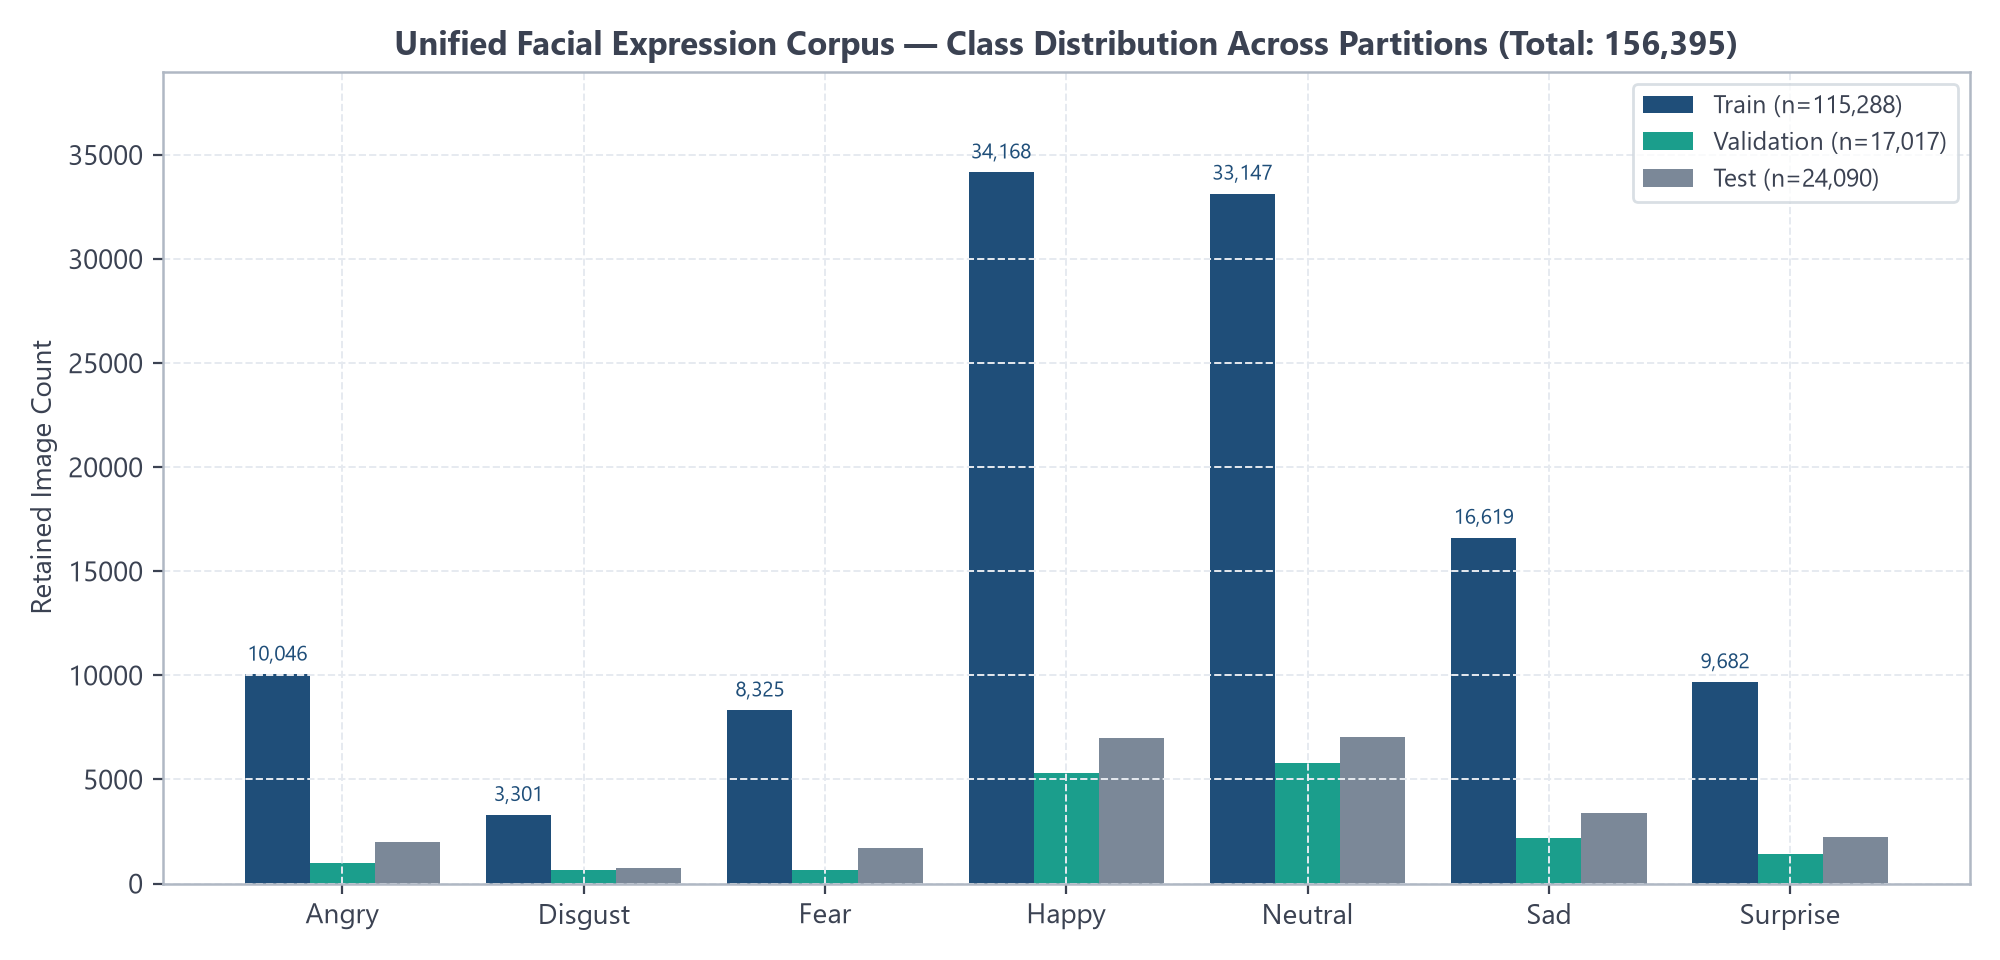 Unified Facial Expression Corpus — Class Distribution Across Partitions (Total: 156,395)
Train (n=115,288)
Validation (n=17,017)
Test (n=24,090)
Retained Image Count
35000
30000
25000
20000
15000
10000
5000
0
10,046
3,301
8,325
34,168
33,147
16,619
9,682
Angry
Disgust
Fear
Happy
Neutral
Sad
Surprise